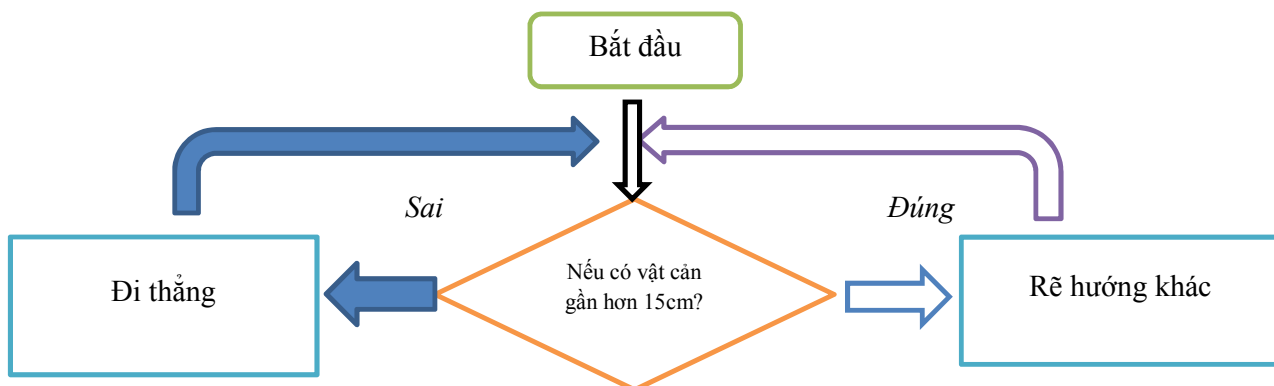 Bắt đầu
Sai
Đúng
Đi thẳng
Nếu có vật cản
gần hơn 15cm?
Rẽ hướng khác